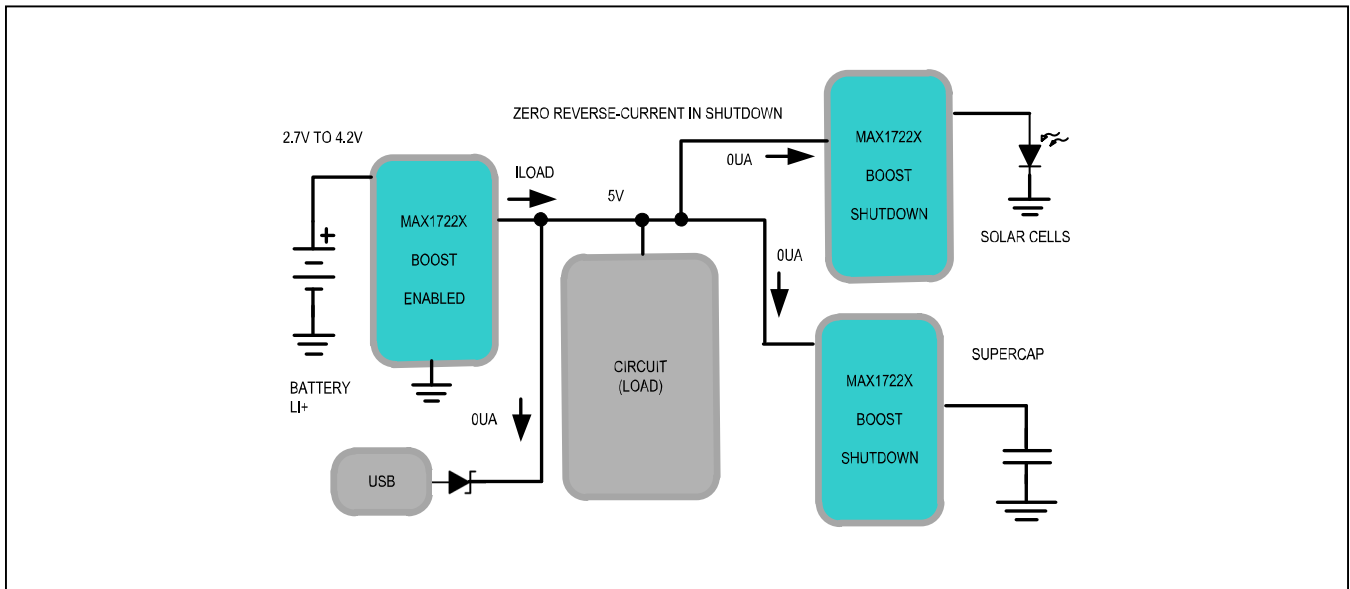 ZERO REVERSE-CURRENT IN SHUTDOWN
2.7V TO 4.2V
MAX1722X
BOOST
ENABLED
BATTERY
LI+
ILOAD
5V
0UA
MAX1722X
BOOST
SHUTDOWN
SOLAR CELLS
0UA
CIRCUIT
(LOAD)
0UA
USB
MAX1722X
BOOST
SHUTDOWN
SUPERCAP